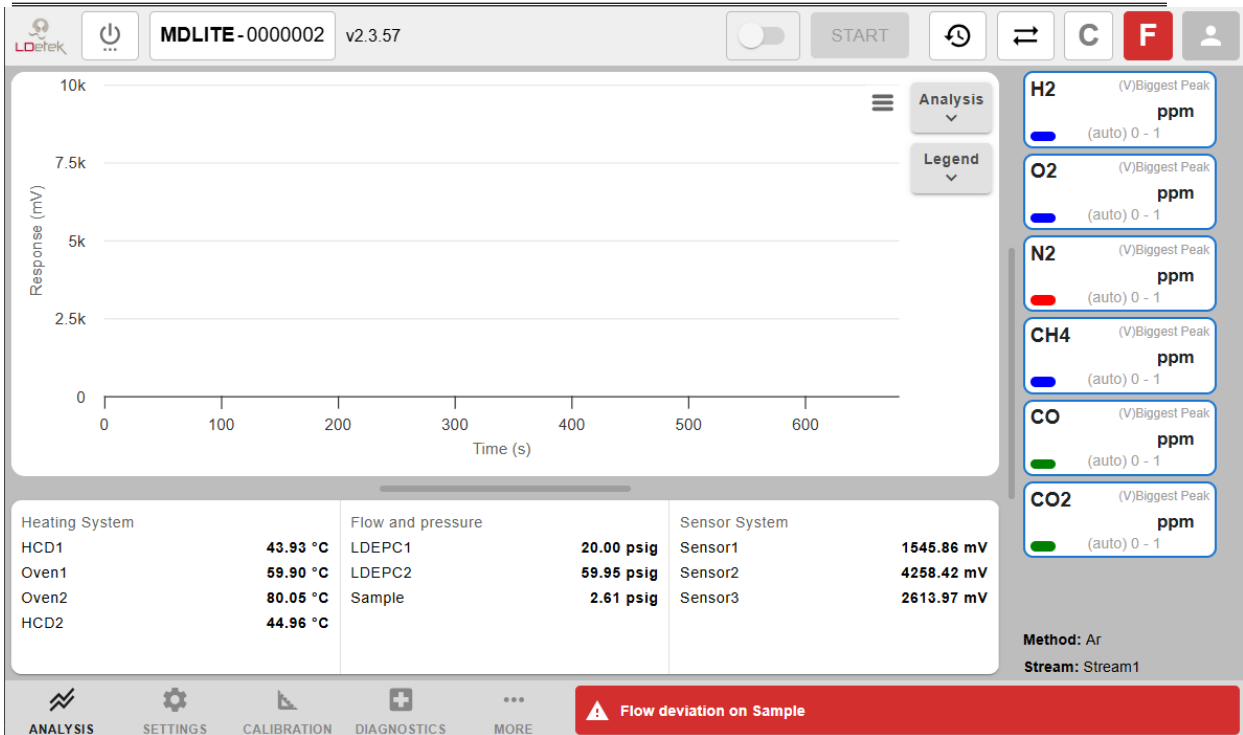 LDetek
MDLITE-0000002
v2.3.57
START
C
F
10k
7.5k
5k
2.5k
0
Response (mV)
0 100 200 300 400 500 600
Time (s)
Analysis
Legend
H2
(V)Biggest Peak
ppm
(auto) 0 - 1
O2
(V)Biggest Peak
ppm
(auto) 0 - 1
N2
(V)Biggest Peak
ppm
(auto) 0 - 1
CH4
(V)Biggest Peak
ppm
(auto) 0 - 1
CO
(V)Biggest Peak
ppm
(auto) 0 - 1
CO2
(V)Biggest Peak
ppm
(auto) 0 - 1
Heating System
HCD1 43.93 °C
Oven1 59.90 °C
Oven2 80.05 °C
HCD2 44.96 °C
Flow and pressure
LDEPC1 20.00 psig
LDEPC2 59.95 psig
Sample 2.61 psig
Sensor System
Sensor1 1545.86 mV
Sensor2 4258.42 mV
Sensor3 2613.97 mV
Method: Ar
Stream: Stream1
ANALYSIS
SETTINGS
CALIBRATION
DIAGNOSTICS
MORE
Flow deviation on Sample